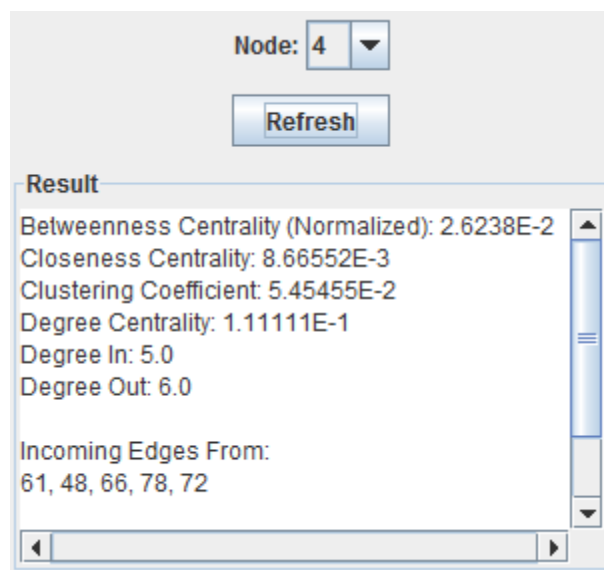 Node: 4
Refresh
Result
Betweenness Centrality (Normalized): 2.6238E-2
Closeness Centrality: 8.66552E-3
Clustering Coefficient: 5.45455E-2
Degree Centrality: 1.11111E-1
Degree In: 5.0
Degree Out: 6.0
Incoming Edges From:
61, 48, 66, 78, 72